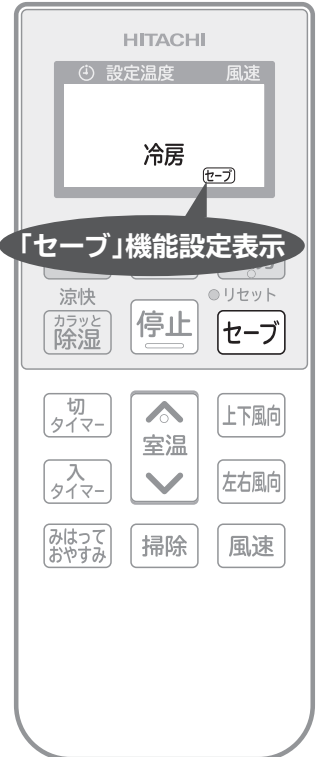 HITACHI
設定温度 風速
冷房
セーブ
「セーブ」機能設定表示
涼快 リセット
カラッと除湿 停止 セーブ
切タイマー 上下風向
室温
入タイマー 左右風向
みはっておやすみ 掃除 風速